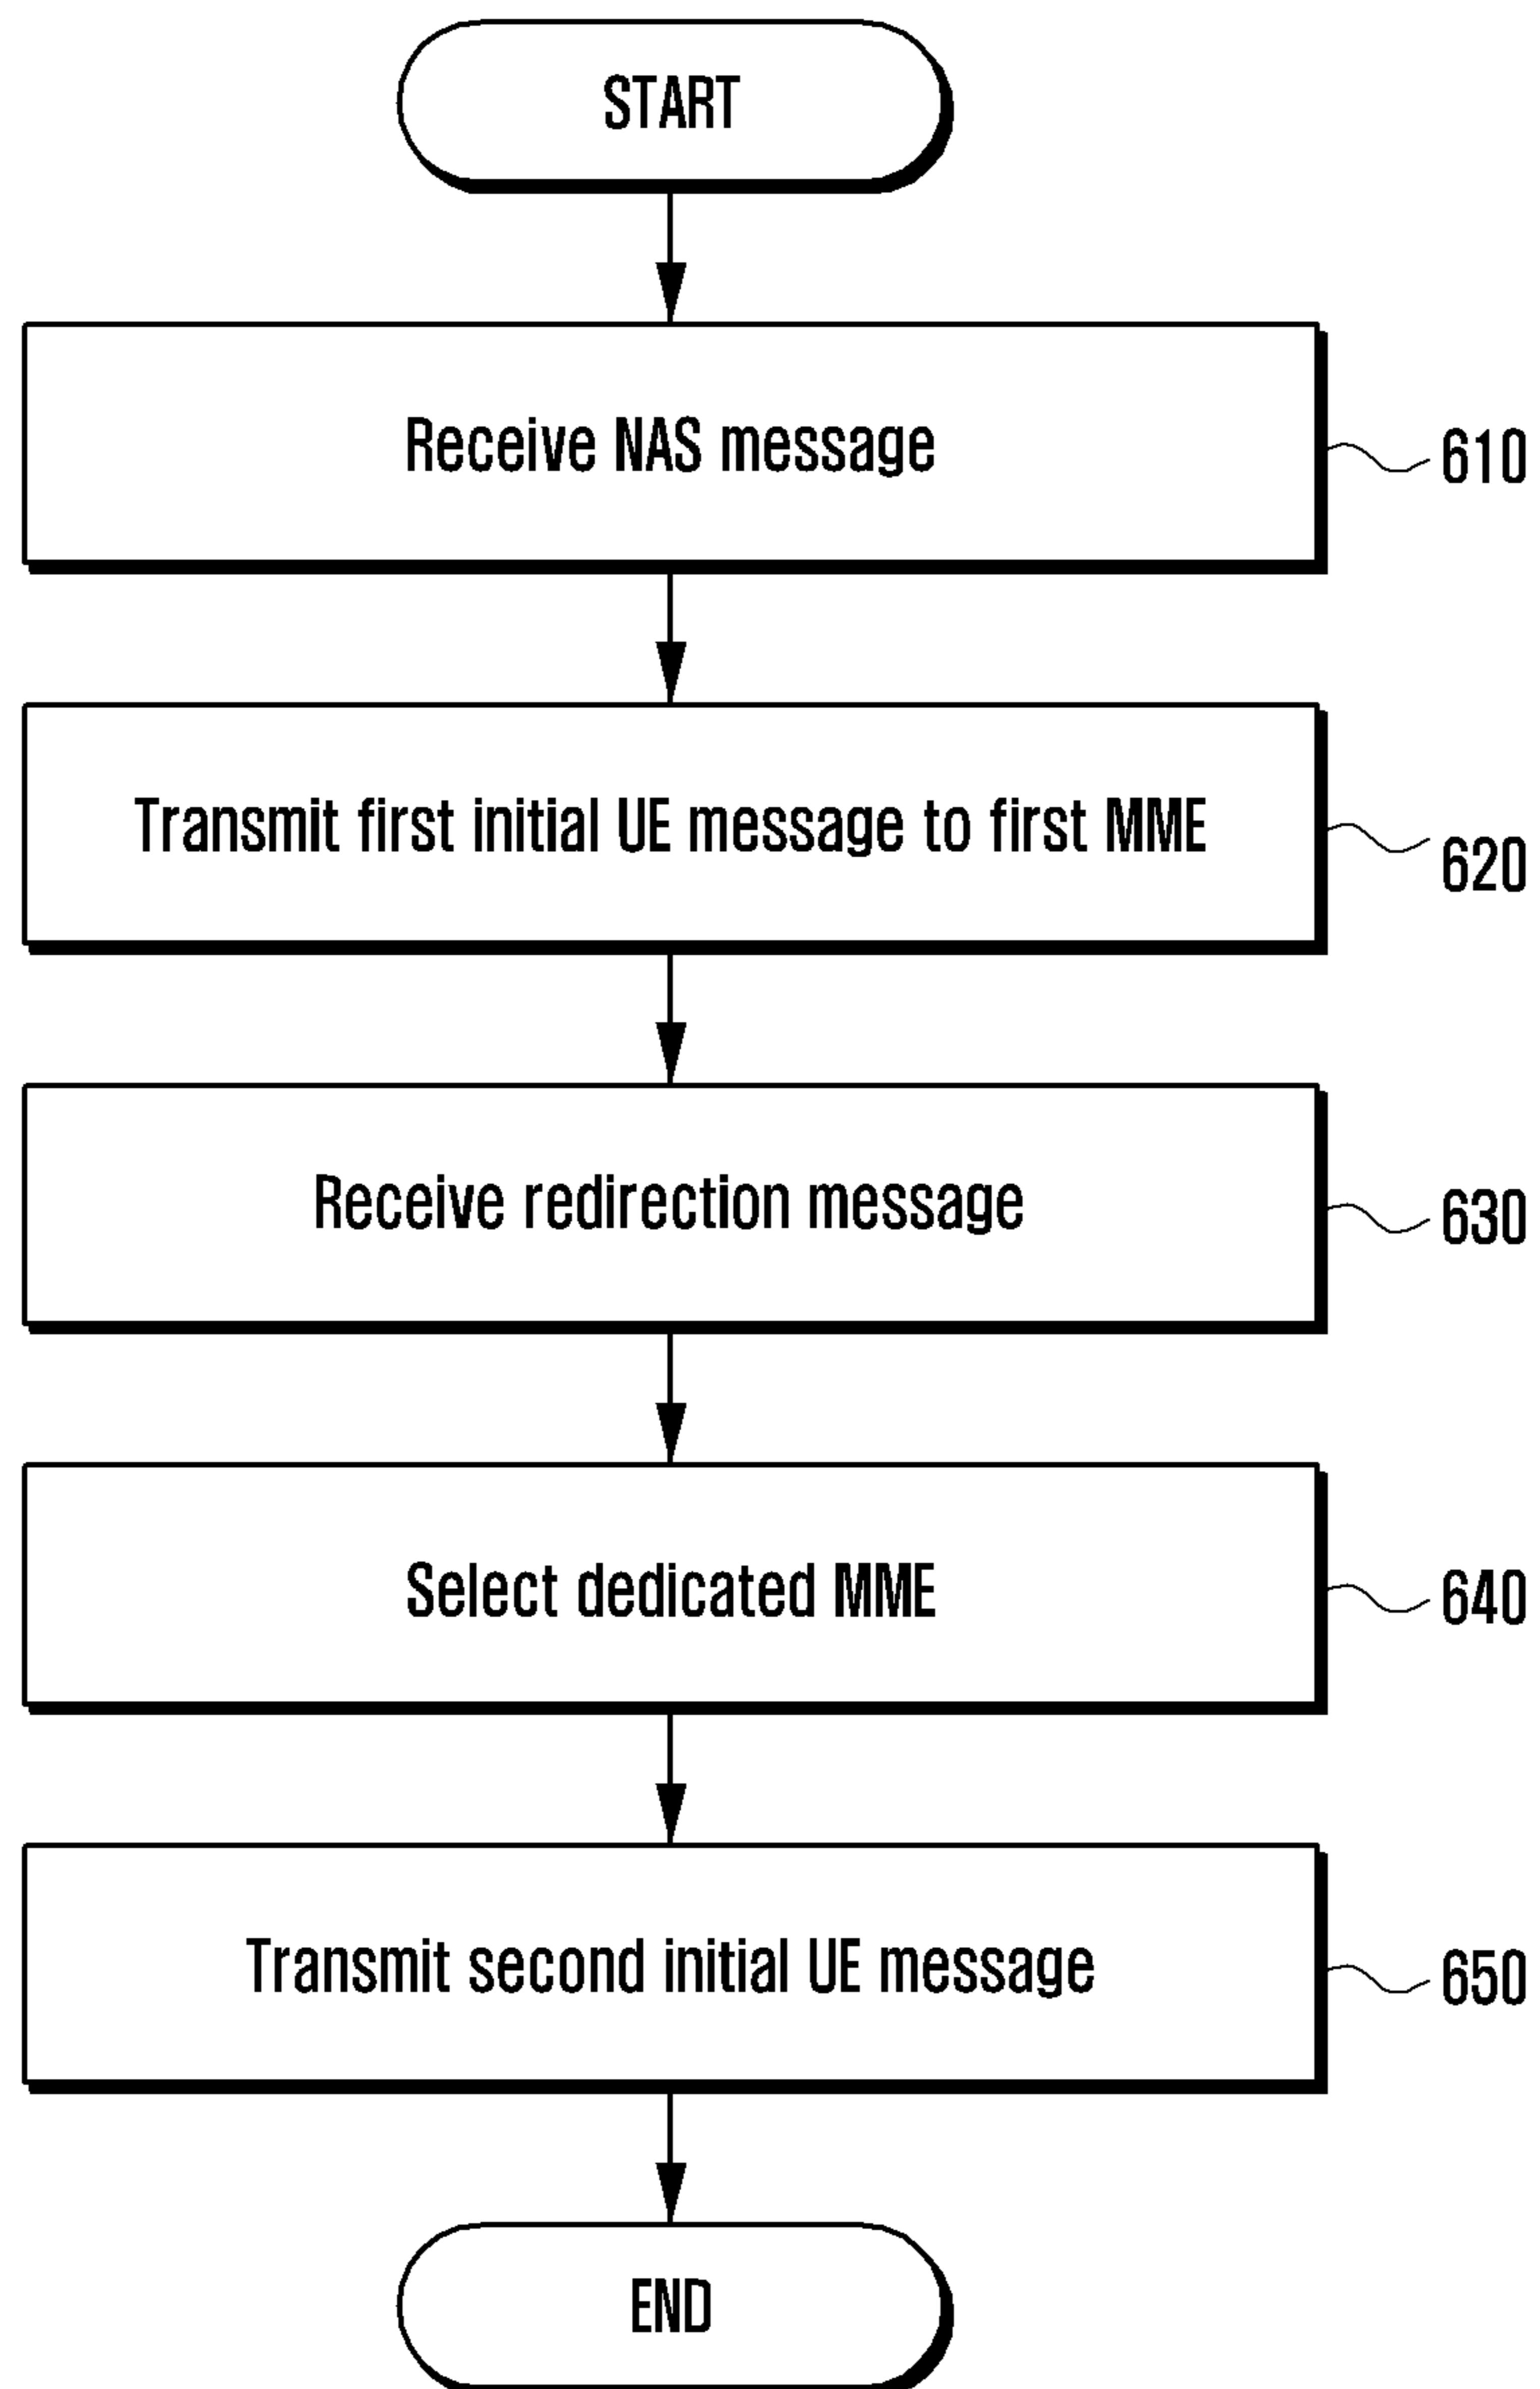 START
Receive NAS message
610
Transmit first initial UE message to first MME
620
Receive redirection message
630
Select dedicated MME
640
Transmit second initial UE message
650
END